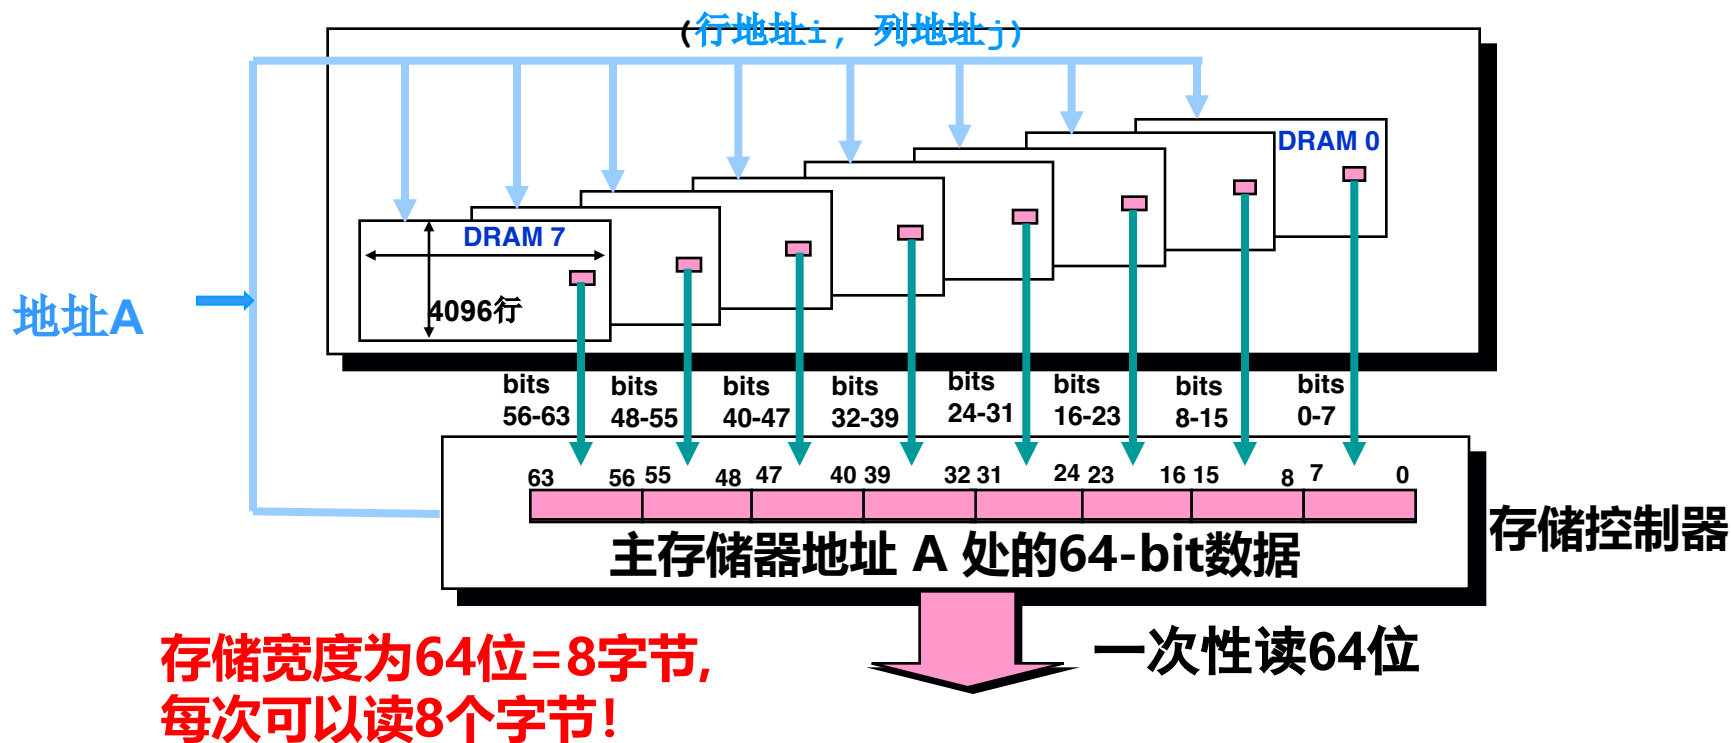 (行地址i, 列地址j)
DRAM 0
DRAM 7
4096行
地址A
bits 56-63
bits 48-55
bits 40-47
bits 32-39
bits 24-31
bits 16-23
bits 8-15
bits 0-7
63 56 55 48 47 40 39 32 31 24 23 16 15 8 7 0
主存储器地址 A 处的64-bit数据
存储控制器
一次性读64位
存储宽度为64位=8字节,
每次可以读8个字节!